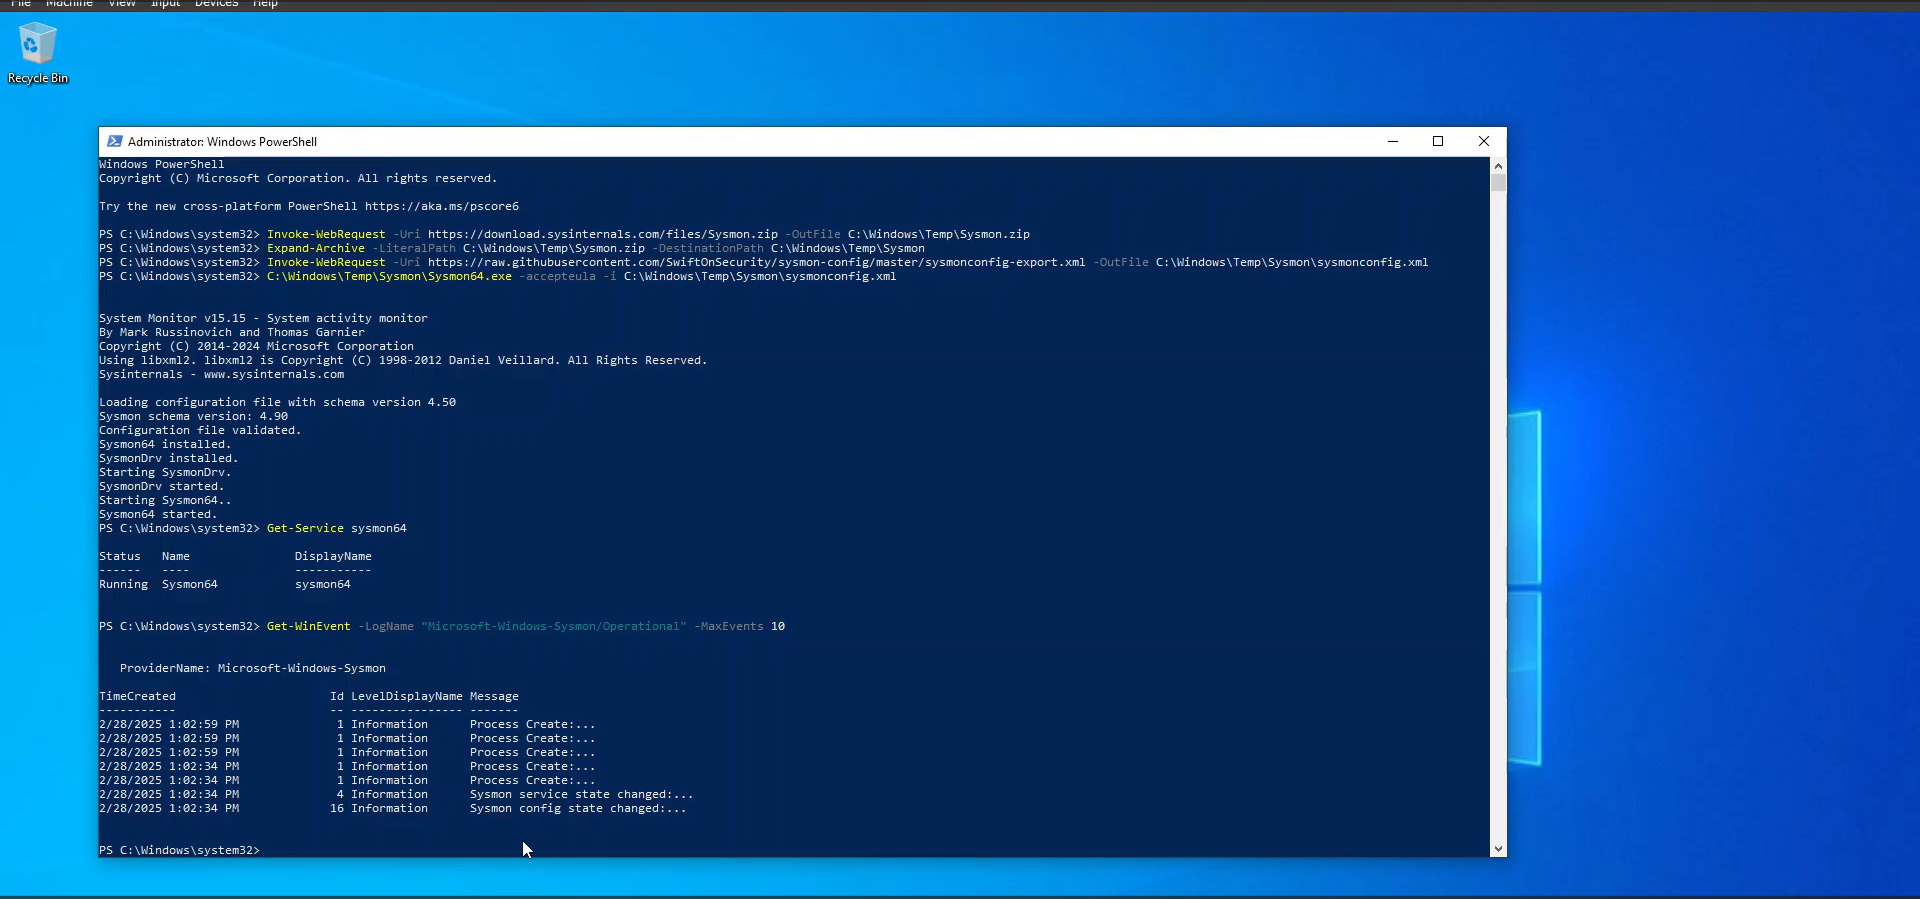 File Machine View Input Devices Help
Recycle Bin
Administrator: Windows PowerShell
Windows PowerShell
Copyright (C) Microsoft Corporation. All rights reserved.
Try the new cross-platform PowerShell https://aka.ms/pscore6
PS C:\Windows\system32> Invoke-WebRequest -Uri https://download.sysinternals.com/files/Sysmon.zip -OutFile C:\Windows\Temp\Sysmon.zip
PS C:\Windows\system32> Expand-Archive -LiteralPath C:\Windows\Temp\Sysmon.zip -DestinationPath C:\Windows\Temp\Sysmon
PS C:\Windows\system32> Invoke-WebRequest -Uri https://raw.githubusercontent.com/SwiftOnSecurity/sysmon-config/master/sysmonconfig-export.xml -OutFile C:\Windows\Temp\Sysmon\sysmonconfig.xml
PS C:\Windows\system32> C:\Windows\Temp\Sysmon\Sysmon64.exe -accepteula -i C:\Windows\Temp\Sysmon\sysmonconfig.xml
System Monitor v15.15 - System activity monitor
By Mark Russinovich and Thomas Garnier
Copyright (C) 2014-2024 Microsoft Corporation
Using libxml2. libxml2 is Copyright (C) 1998-2012 Daniel Veillard. All Rights Reserved.
Sysinternals - www.sysinternals.com
Loading configuration file with schema version 4.50
Sysmon schema version: 4.90
Configuration file validated.
Sysmon64 installed.
SysmonDrv installed.
Starting SysmonDrv.
SysmonDrv started.
Starting Sysmon64..
Sysmon64 started.
PS C:\Windows\system32> Get-Service sysmon64
Status Name DisplayName
------ ---- -----------
Running Sysmon64 sysmon64
PS C:\Windows\system32> Get-WinEvent -LogName "Microsoft-Windows-Sysmon/Operational" -MaxEvents 10
ProviderName: Microsoft-Windows-Sysmon
TimeCreated Id LevelDisplayName Message
----------- -- ---------------- -------
2/28/2025 1:02:59 PM 1 Information Process Create:...
2/28/2025 1:02:59 PM 1 Information Process Create:...
2/28/2025 1:02:59 PM 1 Information Process Create:...
2/28/2025 1:02:34 PM 1 Information Process Create:...
2/28/2025 1:02:34 PM 1 Information Process Create:...
2/28/2025 1:02:34 PM 4 Information Sysmon service state changed:...
2/28/2025 1:02:34 PM 16 Information Sysmon config state changed:...
PS C:\Windows\system32>